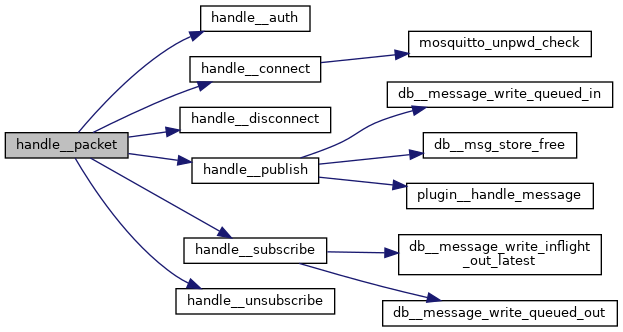 handle__auth
mosquitto_unpwd_check
handle__connect
db__message_write_queued_in
handle__disconnect
handle__packet
db__msg_store_free
handle__publish
plugin__handle_message
handle__subscribe
db__message_write_inflight
_out_latest
handle__unsubscribe
db__message_write_queued_out